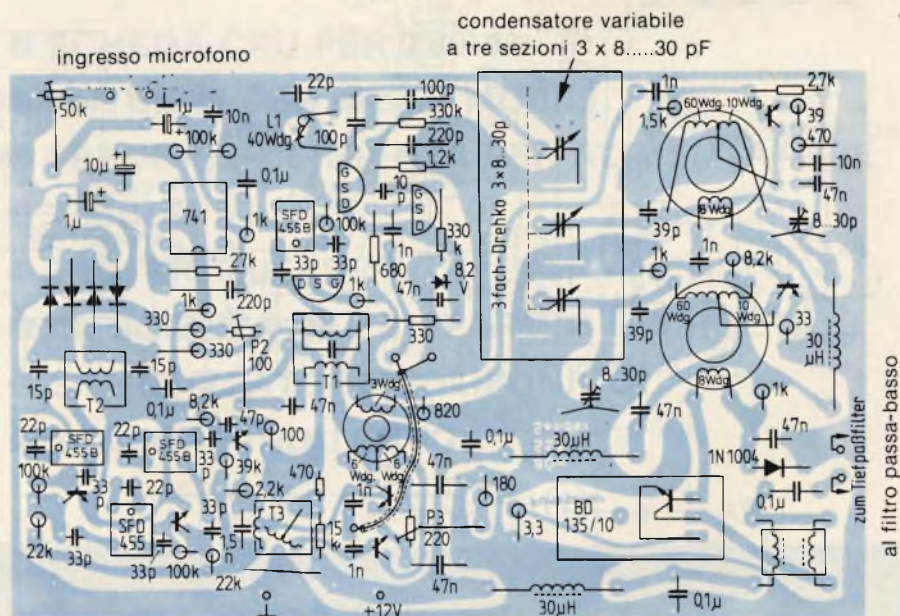 condensatore variabile
a tre sezioni 3 x 8.....30 pF
ingresso microfono
50k
1µ
10n
100k
10µ
1µ
22p
L1
40Wdg.
100p
100p
330k
220p
1,2k
0,1µ
741
1k
SFD
455B
G
S
D
100k
10
p
G
S
D
1n
330
k
680
33p
33p
27k
220p
D S G
1k
47n
8,2
V
330
3fach-Drehko 3×8...30p
1n
1,5k
60Wdg.
10Wdg.
2,7k
39
470
10n
47n
8Wdg.
8...30p
39p
1k
1n
8,2k
60
Wdg.
10
Wdg.
33
39p
8Wdg.
30
µH
1k
1k
330
330
P2
100
15p
T2
15p
0,1µ
T1
47n
3Wdg.
820
8...30p
47n
8,2k
47p
100
22p
SFD
455B
22p
SFD
455B
33
p
39k
6
Wdg.
6
Wdg.
47n
0,1µ
30µH
47n
1N1004
0,1µ
zum Tiefpaßfilter
al filtro passa-basso
100k
33
p
22p
2,2k
470
1n
180
BD
135/10
22k
33p
SFD
455
33p
100k
33p
1,5
n
22k
T3
15
k
1n
P3
220
47n
3,3
30µH
0,1µ
+12V